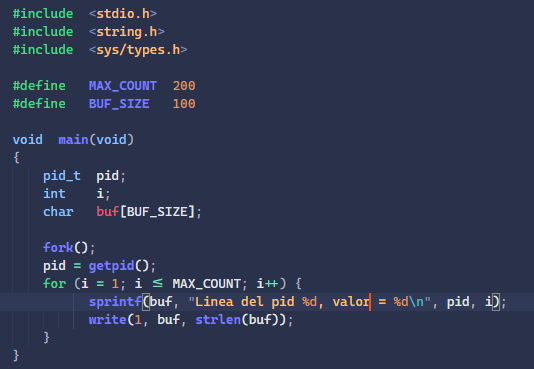 #include  <stdio.h>
#include  <string.h>
#include  <sys/types.h>
#define   MAX_COUNT  200
#define   BUF_SIZE   100
void  main(void)
{
pid_t  pid;
int    i;
char   buf[BUF_SIZE];
fork();
pid = getpid();
for (i = 1; i ≤ MAX_COUNT; i++) {
sprintf(buf, "Linea del pid %d, valor = %d\n", pid, i);
write(1, buf, strlen(buf));
}
}